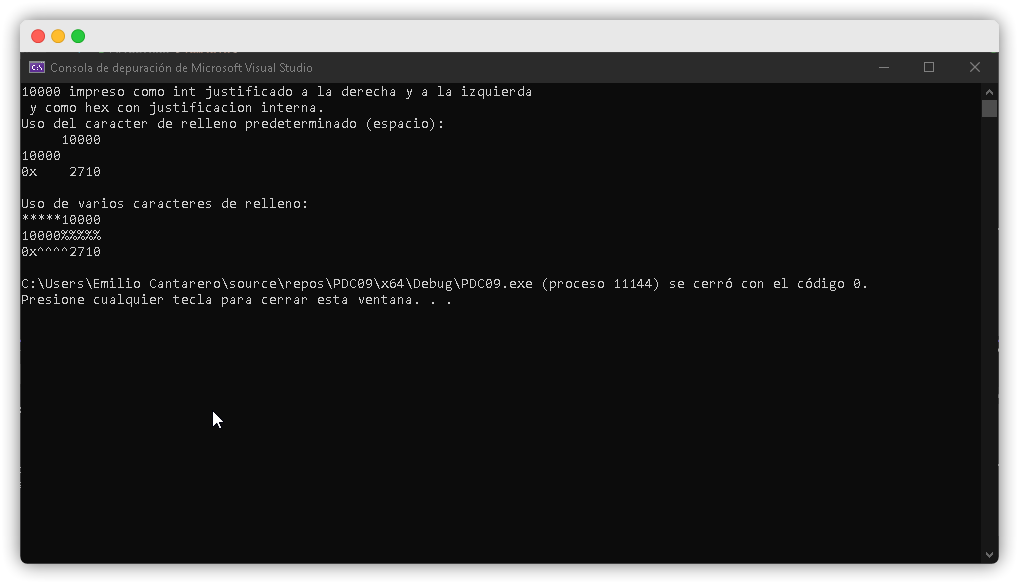 C:\ Consola de depuración de Microsoft Visual Studio
10000 impreso como int justificado a la derecha y a la izquierda
 y como hex con justificacion interna.
Uso del caracter de relleno predeterminado (espacio):
     10000
10000
0x    2710

Uso de varios caracteres de relleno:
*****10000
10000%%%%%
0x^^^^2710

C:\Users\Emilio Cantarero\source\repos\PDC09\x64\Debug\PDC09.exe (proceso 11144) se cerró con el código 0.
Presione cualquier tecla para cerrar esta ventana. . .